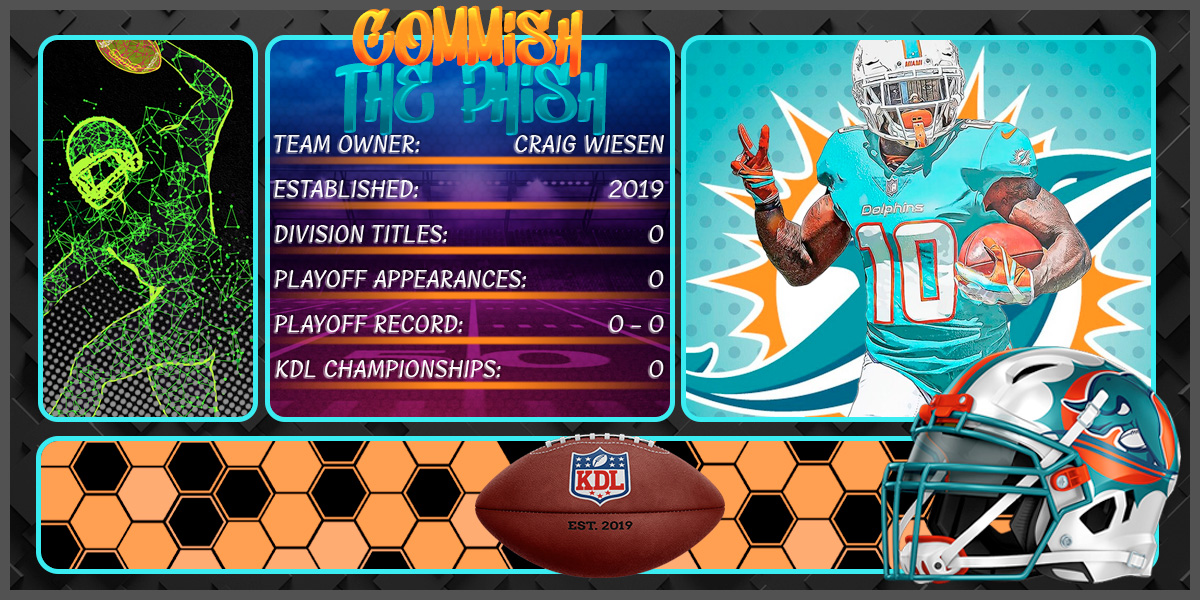 COMMISH
THE PHISH
TEAM OWNER: CRAIG WIESEN
ESTABLISHED: 2019
DIVISION TITLES: 0
PLAYOFF APPEARANCES: 0
PLAYOFF RECORD: 0 - 0
KDL CHAMPIONSHIPS: 0
MIAMI
Dolphins
10
KDL
EST. 2019